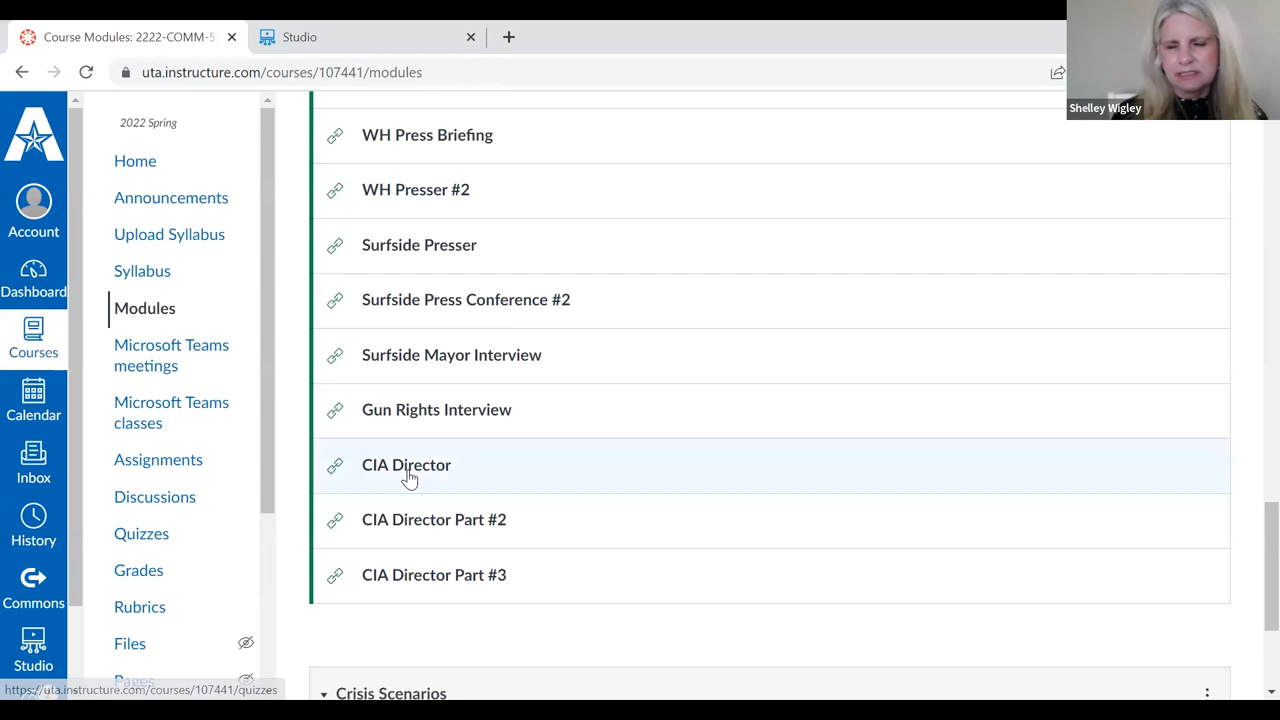 Course Modules: 2222-COMM-5
Studio
uta.instructure.com/courses/107441/modules
Shelley Wigley
Account
Dashboard
Courses
Calendar
Inbox
History
Commons
Studio
2022 Spring
Home
Announcements
Upload Syllabus
Syllabus
Modules
Microsoft Teams
meetings
Microsoft Teams
classes
Assignments
Discussions
Quizzes
Grades
Rubrics
Files
Pages
https://uta.instructure.com/courses/107441/quizzes
WH Press Briefing
WH Presser #2
Surfside Presser
Surfside Press Conference #2
Surfside Mayor Interview
Gun Rights Interview
CIA Director
CIA Director Part #2
CIA Director Part #3
Crisis Scenarios